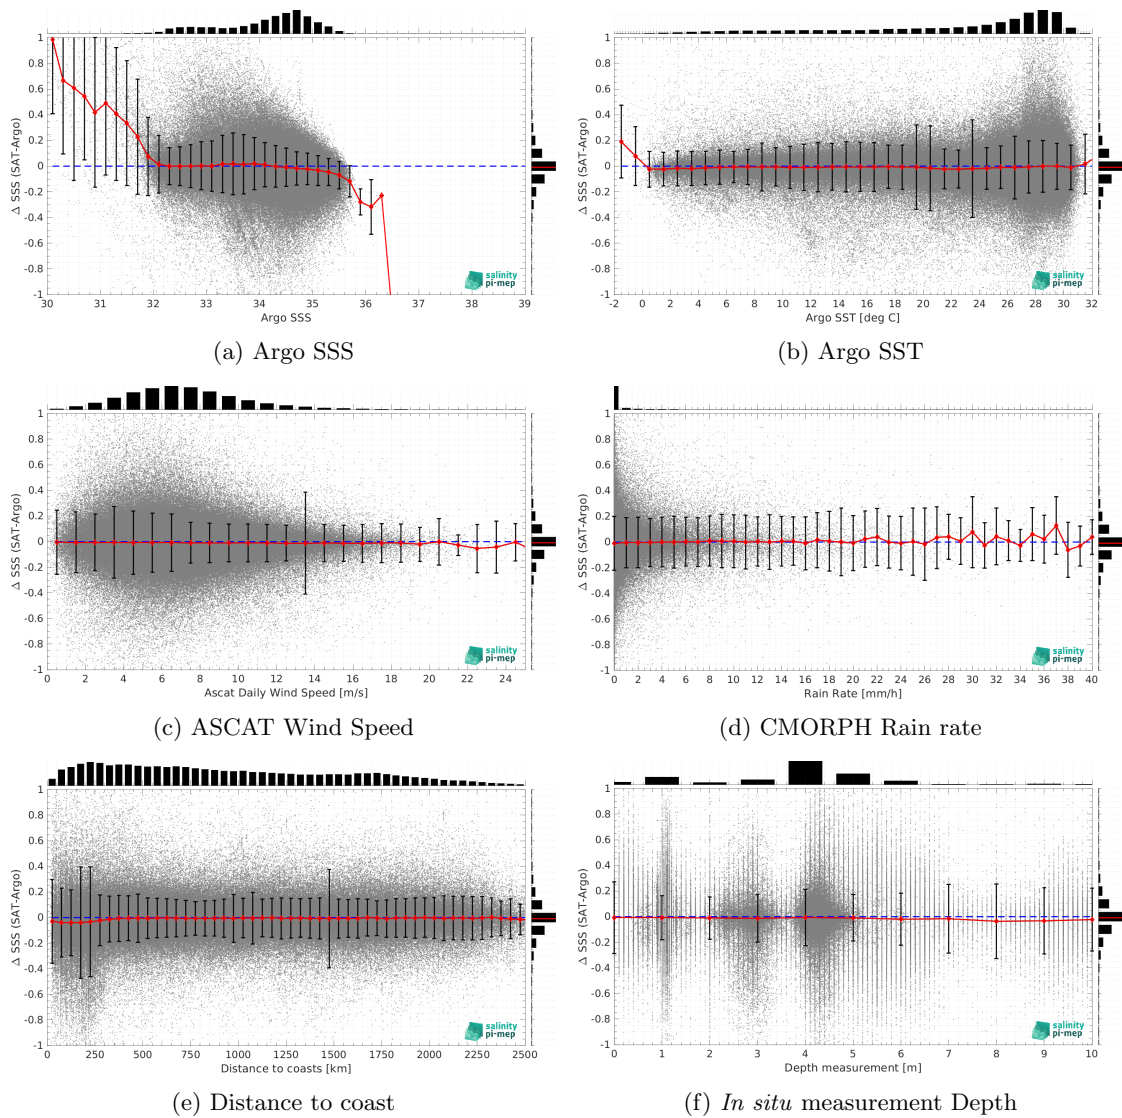 1
0.8
0.6
0.4
0.2
0
-0.2
-0.4
-0.6
-0.8
-1
Δ SSS (SAT-Argo)
30 31 32 33 34 35 36 37 38 39
Argo SSS
salinity
pi-mep
(a) Argo SSS
1
0.8
0.6
0.4
0.2
0
-0.2
-0.4
-0.6
-0.8
-1
Δ SSS (SAT-Argo)
-2 0 2 4 6 8 10 12 14 16 18 20 22 24 26 28 30 32
Argo SST [deg C]
salinity
pi-mep
(b) Argo SST
1
0.8
0.6
0.4
0.2
0
-0.2
-0.4
-0.6
-0.8
-1
Δ SSS (SAT-Argo)
0 2 4 6 8 10 12 14 16 18 20 22 24
Ascat Daily Wind Speed [m/s]
salinity
pi-mep
(c) ASCAT Wind Speed
1
0.8
0.6
0.4
0.2
0
-0.2
-0.4
-0.6
-0.8
-1
Δ SSS (SAT-Argo)
0 2 4 6 8 10 12 14 16 18 20 22 24 26 28 30 32 34 36 38 40
Rain Rate [mm/h]
salinity
pi-mep
(d) CMORPH Rain rate
1
0.8
0.6
0.4
0.2
0
-0.2
-0.4
-0.6
-0.8
-1
Δ SSS (SAT-Argo)
0 250 500 750 1000 1250 1500 1750 2000 2250 2500
Distance to coasts [km]
salinity
pi-mep
(e) Distance to coast
1
0.8
0.6
0.4
0.2
0
-0.2
-0.4
-0.6
-0.8
-1
Δ SSS (SAT-Argo)
0 1 2 3 4 5 6 7 8 9 10
Depth measurement [m]
salinity
pi-mep
(f) In situ measurement Depth